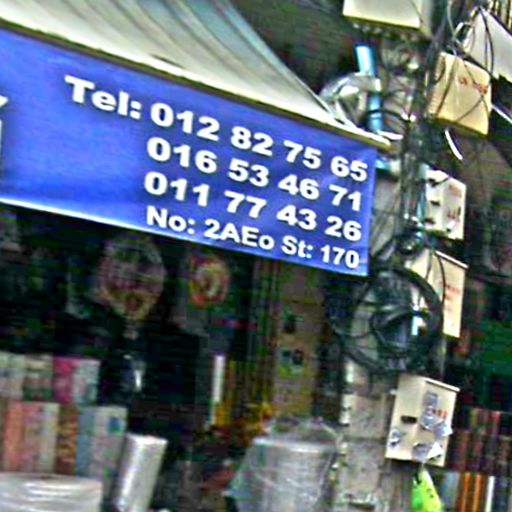 Tel: 012 82 75 65
016 53 46 71
011 77 43 26
No: 2AEo St: 170